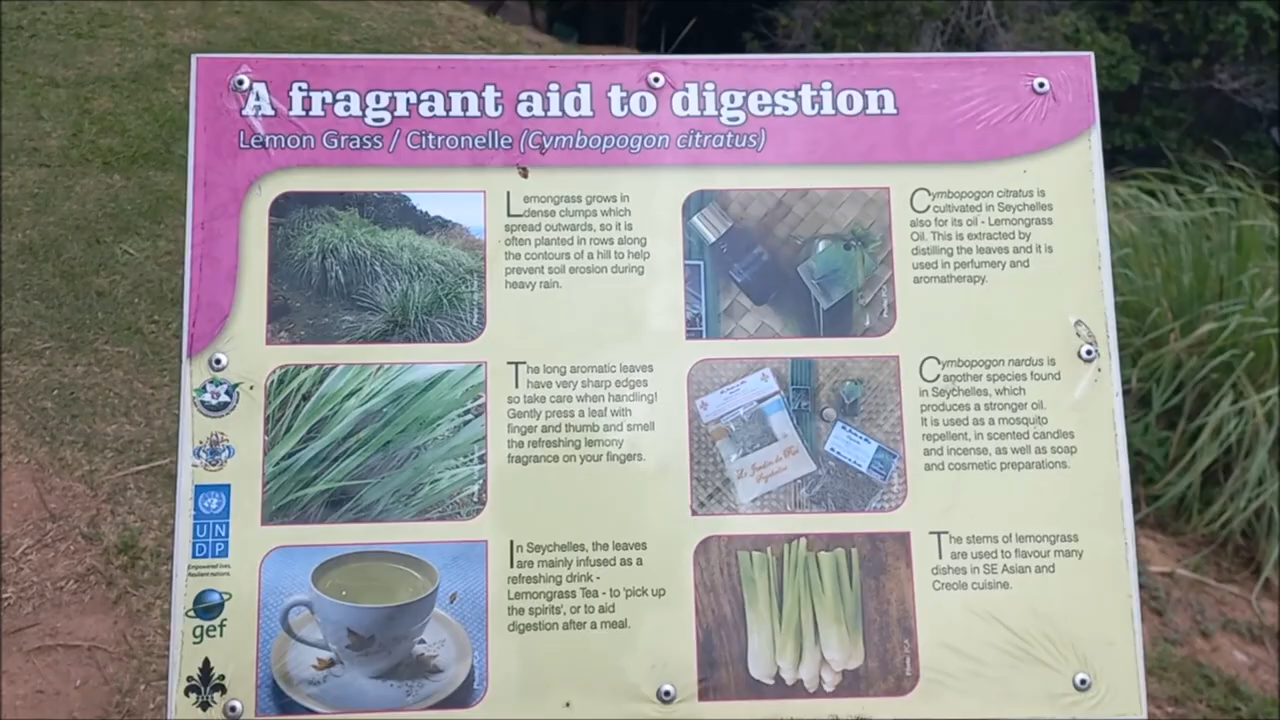 A fragrant aid to digestion
Lemon Grass / Citronelle (Cymbopogon citratus)
Lemongrass grows in
dense clumps which
spread outwards, so it is
often planted in rows along
the contours of a hill to help
prevent soil erosion during
heavy rain.
The long aromatic leaves
have very sharp edges
so take care when handling!
Gently press a leaf with
finger and thumb and smell
the refreshing lemony
fragrance on your fingers.
In Seychelles, the leaves
are mainly infused as a
refreshing drink -
Lemongrass Tea - to 'pick up
the spirits', or to aid
digestion after a meal.
Cymbopogon citratus is
cultivated in Seychelles
also for its oil - Lemongrass
Oil. This is extracted by
distilling the leaves and it is
used in perfumery and
aromatherapy.
Cymbopogon nardus is
another species found
in Seychelles, which
produces a stronger oil.
It is used as a mosquito
repellent, in scented candles
and incense, as well as soap
and cosmetic preparations.
The stems of lemongrass
are used to flavour many
dishes in SE Asian and
Creole cuisine.
UN
DP
Empowered lives.
Resilient nations.
gef